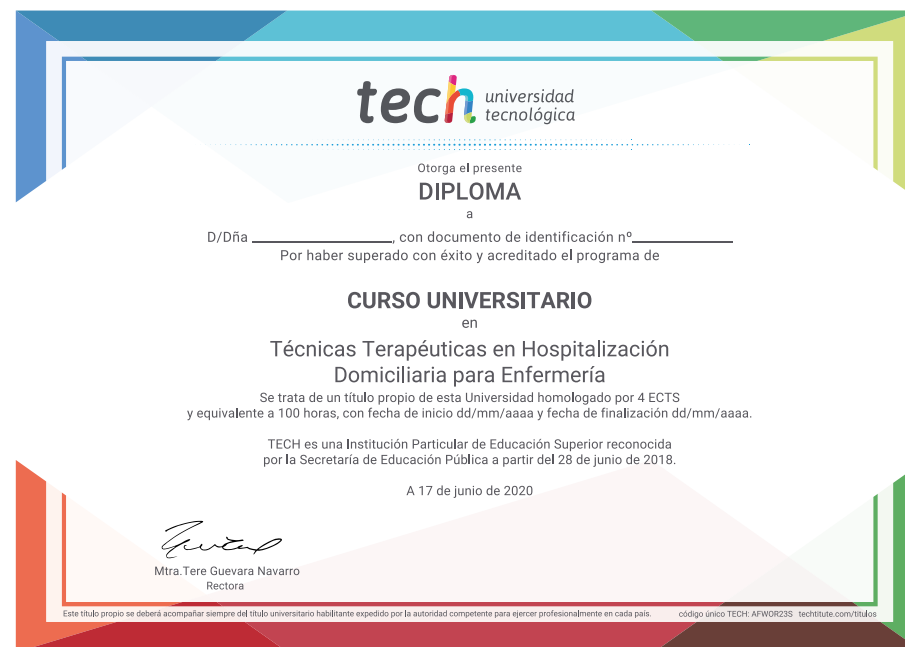 tech universidad
tecnológica
Otorga el presente
DIPLOMA
a
D/Dña ____________________, con documento de identificación nº______________
Por haber superado con éxito y acreditado el programa de
CURSO UNIVERSITARIO
en
Técnicas Terapéuticas en Hospitalización
Domiciliaria para Enfermería
Se trata de un título propio de esta Universidad homologado por 4 ECTS
y equivalente a 100 horas, con fecha de inicio dd/mm/aaaa y fecha de finalización dd/mm/aaaa.
TECH es una Institución Particular de Educación Superior reconocida
por la Secretaría de Educación Pública a partir del 28 de junio de 2018.
A 17 de junio de 2020
Mtra.Tere Guevara Navarro
Rectora
Este título propio se deberá acompañar siempre del título universitario habilitante expedido por la autoridad competente para ejercer profesionalmente en cada país. código único TECH: AFWOR23S techtitute.com/titulos